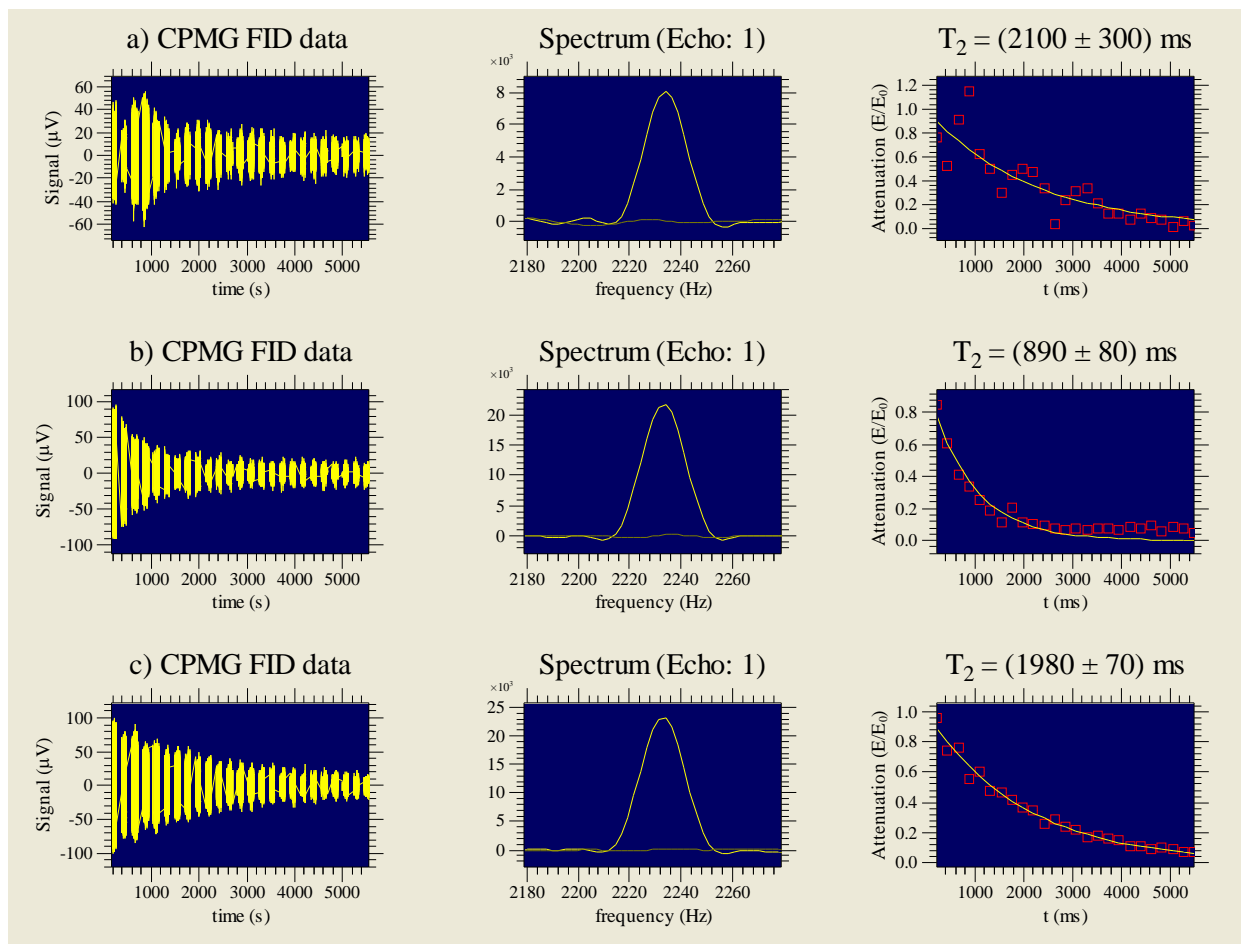 a) CPMG FID data
Signal (µV)
60
40
20
0
-20
-40
-60
1000 2000 3000 4000 5000
time (s)
Spectrum (Echo: 1)
×10³
8
6
4
2
0
2180 2200 2220 2240 2260
frequency (Hz)
T₂ = (2100 ± 300) ms
Attenuation (E/E₀)
1.2
1.0
0.8
0.6
0.4
0.2
0.0
1000 2000 3000 4000 5000
t (ms)
b) CPMG FID data
Signal (µV)
100
50
0
-50
-100
1000 2000 3000 4000 5000
time (s)
Spectrum (Echo: 1)
×10³
20
15
10
5
0
2180 2200 2220 2240 2260
frequency (Hz)
T₂ = (890 ± 80) ms
Attenuation (E/E₀)
0.8
0.6
0.4
0.2
0.0
1000 2000 3000 4000 5000
t (ms)
c) CPMG FID data
Signal (µV)
100
50
0
-50
-100
1000 2000 3000 4000 5000
time (s)
Spectrum (Echo: 1)
×10³
25
20
15
10
5
0
2180 2200 2220 2240 2260
frequency (Hz)
T₂ = (1980 ± 70) ms
Attenuation (E/E₀)
1.0
0.8
0.6
0.4
0.2
0.0
1000 2000 3000 4000 5000
t (ms)